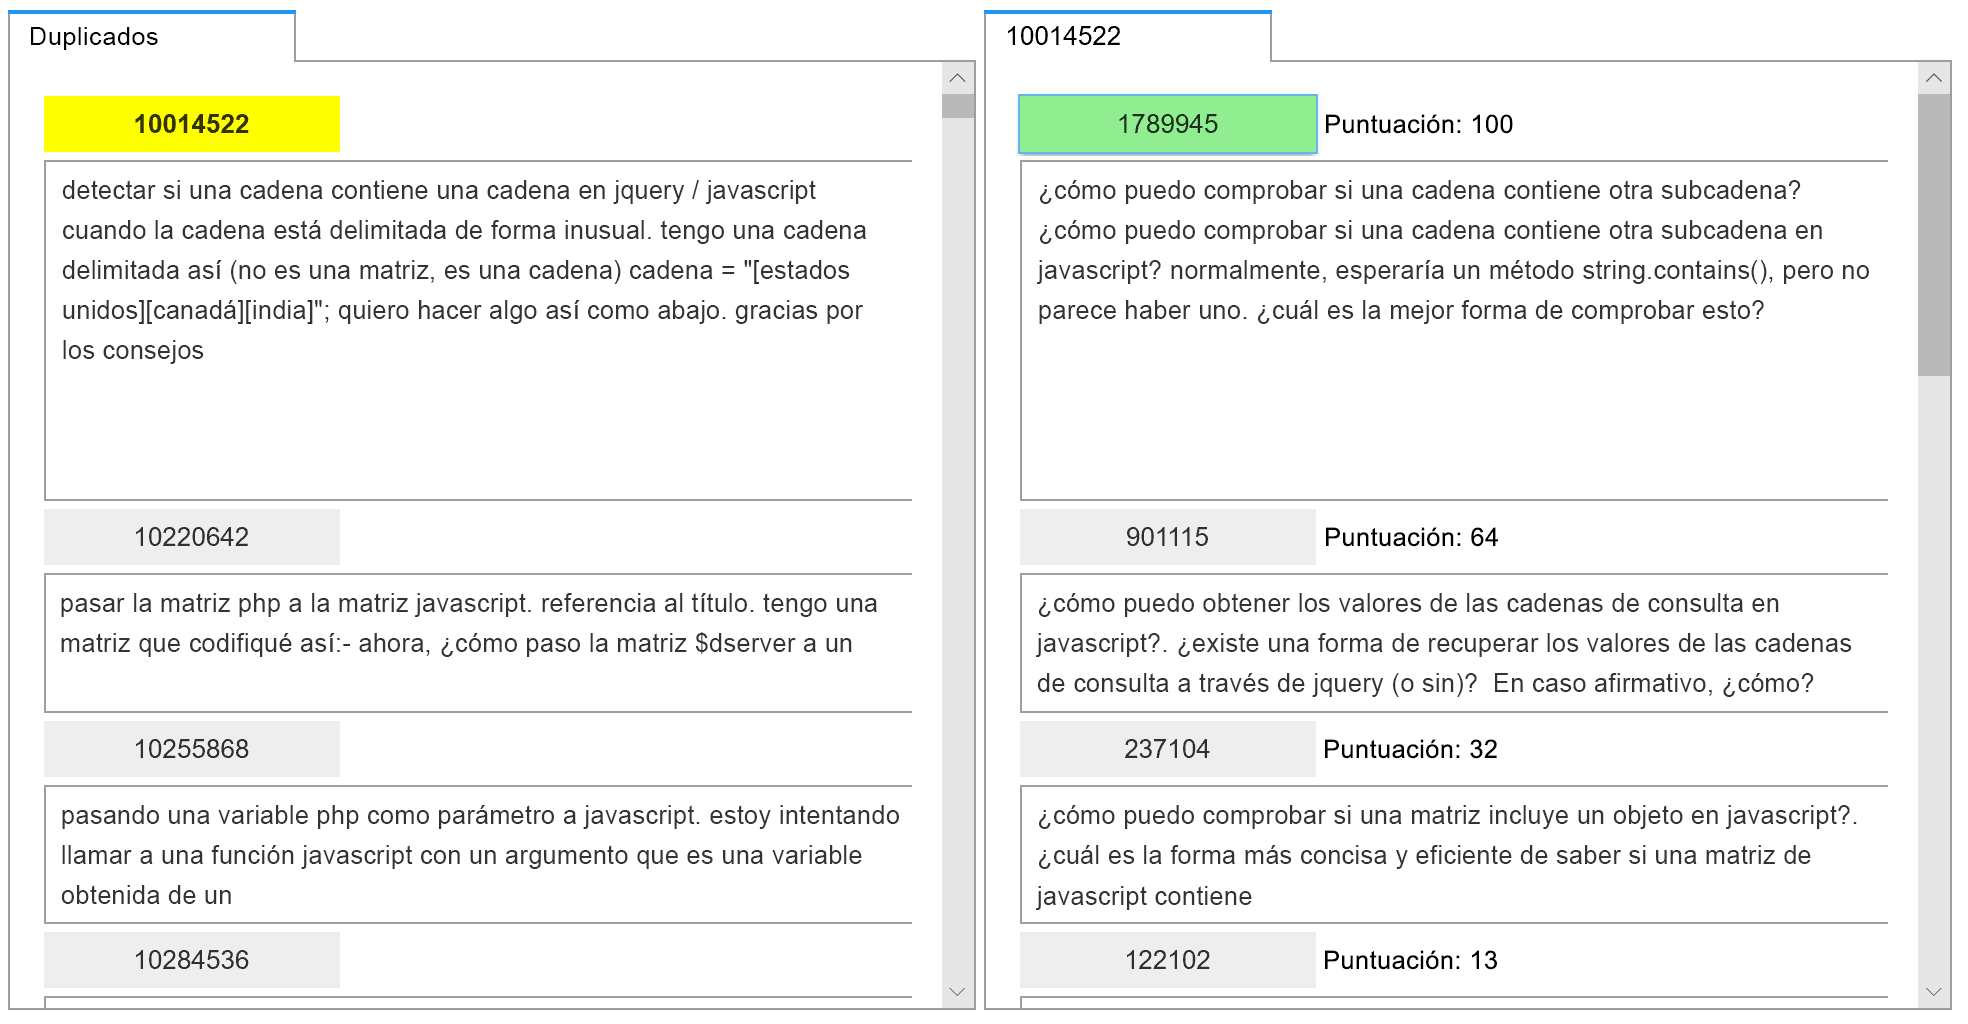 Duplicados
10014522
detectar si una cadena contiene una cadena en jquery / javascript
cuando la cadena está delimitada de forma inusual. tengo una cadena
delimitada así (no es una matriz, es una cadena) cadena = "[estados
unidos][canadá][india]"; quiero hacer algo así como abajo. gracias por
los consejos
10220642
pasar la matriz php a la matriz javascript. referencia al título. tengo una
matriz que codifiqué así:- ahora, ¿cómo paso la matriz $dserver a un
10255868
pasando una variable php como parámetro a javascript. estoy intentando
llamar a una función javascript con un argumento que es una variable
obtenida de un
10284536
10014522
1789945 Puntuación: 100
¿cómo puedo comprobar si una cadena contiene otra subcadena?
¿cómo puedo comprobar si una cadena contiene otra subcadena en
javascript? normalmente, esperaría un método string.contains(), pero no
parece haber uno. ¿cuál es la mejor forma de comprobar esto?
901115 Puntuación: 64
¿cómo puedo obtener los valores de las cadenas de consulta en
javascript?. ¿existe una forma de recuperar los valores de las cadenas
de consulta a través de jquery (o sin)?  En caso afirmativo, ¿cómo?
237104 Puntuación: 32
¿cómo puedo comprobar si una matriz incluye un objeto en javascript?.
¿cuál es la forma más concisa y eficiente de saber si una matriz de
javascript contiene
122102 Puntuación: 13